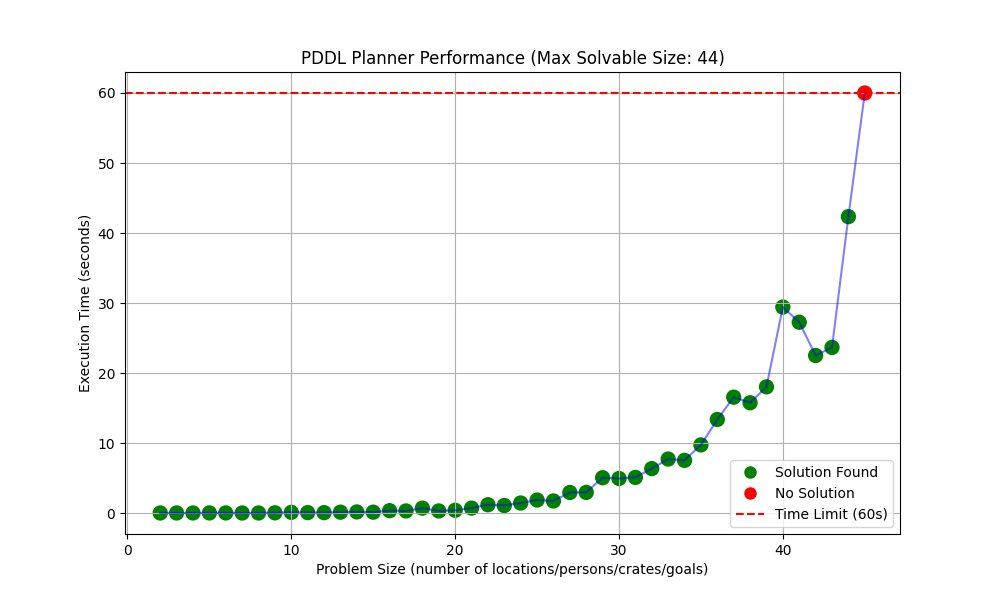 PDDL Planner Performance (Max Solvable Size: 44)
60
50
40
30
20
10
0
Execution Time (seconds)
0
10
20
30
40
Problem Size (number of locations/persons/crates/goals)
Solution Found
No Solution
Time Limit (60s)